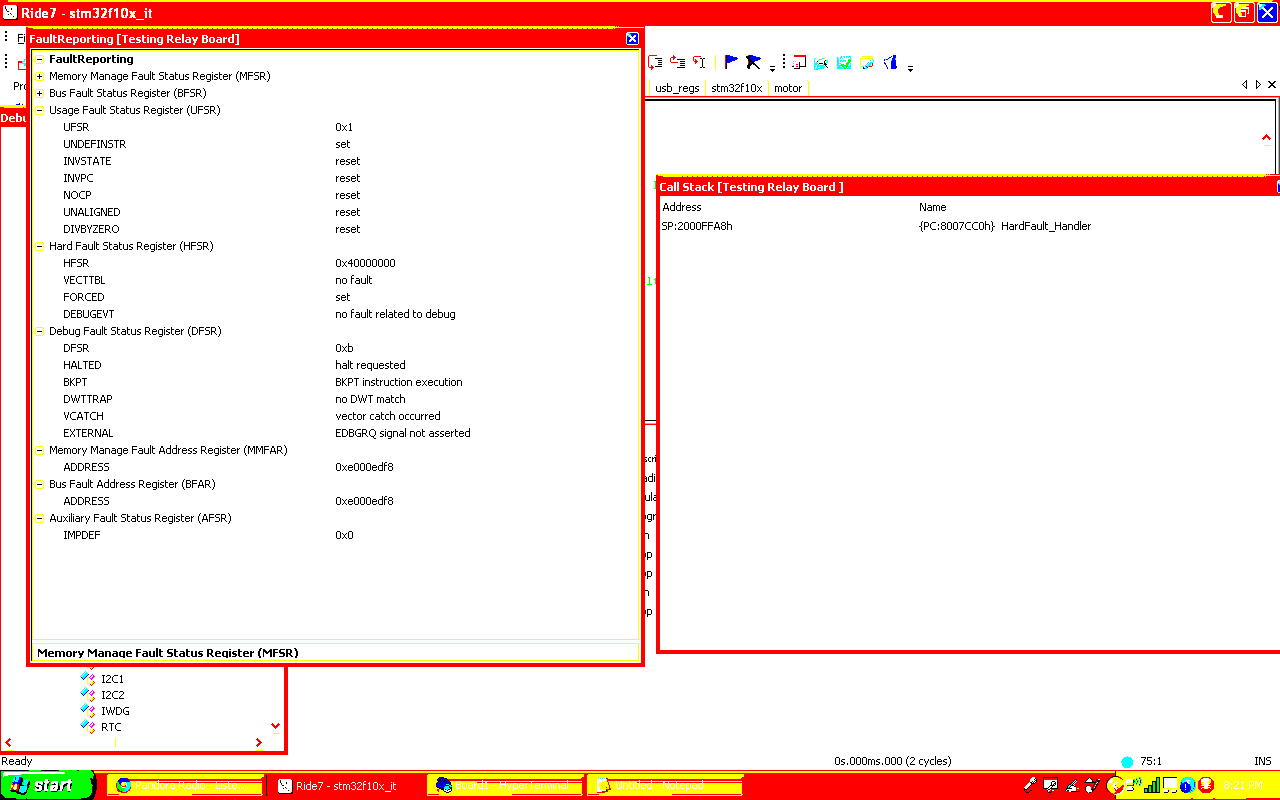 Ride7 - stm32f10x_it
FaultReporting [Testing Relay Board]
FaultReporting
Memory Manage Fault Status Register (MFSR)
Bus Fault Status Register (BFSR)
Usage Fault Status Register (UFSR)
UFSR 0x1
UNDEFINSTR set
INVSTATE reset
INVPC reset
NOCP reset
UNALIGNED reset
DIVBYZERO reset
Hard Fault Status Register (HFSR)
HFSR 0x40000000
VECTTBL no fault
FORCED set
DEBUGEVT no fault related to debug
Debug Fault Status Register (DFSR)
DFSR 0xb
HALTED halt requested
BKPT BKPT instruction execution
DWTTRAP no DWT match
VCATCH vector catch occurred
EXTERNAL EDBGRQ signal not asserted
Memory Manage Fault Address Register (MMFAR)
ADDRESS 0xe000edf8
Bus Fault Address Register (BFAR)
ADDRESS 0xe000edf8
Auxiliary Fault Status Register (AFSR)
IMPDEF 0x0
Memory Manage Fault Status Register (MFSR)
usb_regs stm32f10x motor
Call Stack [Testing Relay Board ]
Address Name
SP:2000FFA8h {PC:8007CC0h} HardFault_Handler
Debu
I2C1
I2C2
IWDG
RTC
Ready 0s.000ms.000 (2 cycles) 75:1 INS
start Pandora Radio - Liste Ride7 - stm32f10x_it Board1 - HyperTerminal Untitled - Notepad 8:21 PM